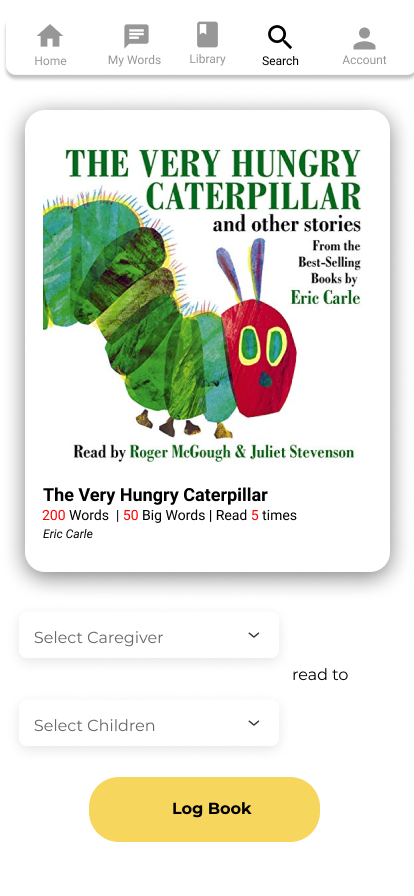 Home My Words Library Search Account
THE VERY HUNGRY
CATERPILLAR
and other stories
From the
Best-Selling
Books by
Eric Carle
Read by Roger McGough & Juliet Stevenson
The Very Hungry Caterpillar
200 Words | 50 Big Words | Read 5 times
Eric Carle
Select Caregiver
read to
Select Children
Log Book